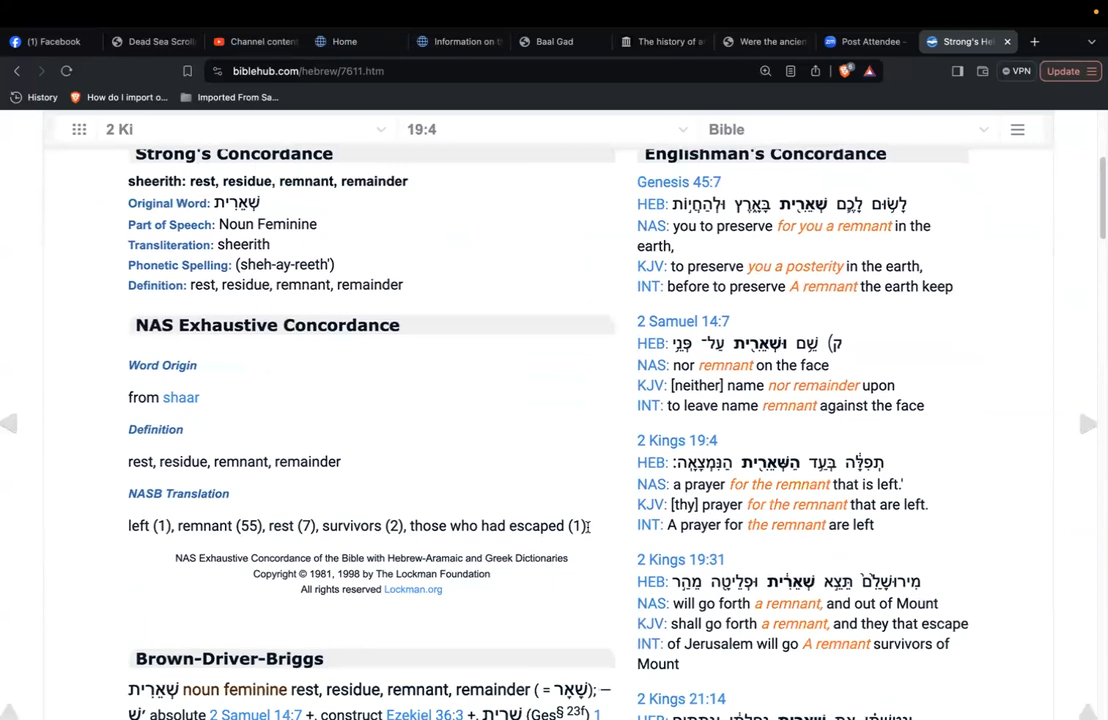 (1) Facebook
Dead Sea Scroll
Channel content
Home
Information on t
Baal Gad
The history of a
Were the ancien
Post Attendee -
Strong's He
biblehub.com/hebrew/7611.htm
VPN
Update
History
How do I import o...
Imported From Sa...
2 Ki
19:4
Bible
Strong's Concordance
sheerith: rest, residue, remnant, remainder
Original Word: שְׁאֵרִית
Part of Speech: Noun Feminine
Transliteration: sheerith
Phonetic Spelling: (sheh-ay-reeth')
Definition: rest, residue, remnant, remainder
NAS Exhaustive Concordance
Word Origin
from shaar
Definition
rest, residue, remnant, remainder
NASB Translation
left (1), remnant (55), rest (7), survivors (2), those who had escaped (1).
NAS Exhaustive Concordance of the Bible with Hebrew-Aramaic and Greek Dictionaries
Copyright © 1981, 1998 by The Lockman Foundation
All rights reserved Lockman.org
Brown-Driver-Briggs
שְׁאֵרִית noun feminine rest, residue, remnant, remainder ( = שְׁאָר); —
שׁ׳ absolute 2 Samuel 14:7 +, construct Ezekiel 36:3 +, שֵׁרִית (Ges§ 23f) 1
Englishman's Concordance
Genesis 45:7
HEB: לָשׂ֥וּם לָכֶ֛ם שְׁאֵרִ֖ית בָּאָ֑רֶץ וּלְהַחֲי֣וֹת
NAS: you to preserve for you a remnant in the
earth,
KJV: to preserve you a posterity in the earth,
INT: before to preserve A remnant the earth keep
2 Samuel 14:7
HEB: ק) שֵׁ֥ם וּשְׁאֵרִ֖ית עַל־ פְּנֵ֥י
NAS: nor remnant on the face
KJV: [neither] name nor remainder upon
INT: to leave name remnant against the face
2 Kings 19:4
HEB: תְפִלָּ֔ה בְּעַ֥ד הַשְּׁאֵרִ֖ית הַנִּמְצָאָֽה׃
NAS: a prayer for the remnant that is left.'
KJV: [thy] prayer for the remnant that are left.
INT: A prayer for the remnant are left
2 Kings 19:31
HEB: מִירוּשָׁלִַ֙ם֙ תֵּצֵ֣א שְׁאֵרִ֔ית וּפְלֵיטָ֖ה מֵהַ֣ר
NAS: will go forth a remnant, and out of Mount
KJV: shall go forth a remnant, and they that escape
INT: of Jerusalem will go A remnant survivors of
Mount
2 Kings 21:14